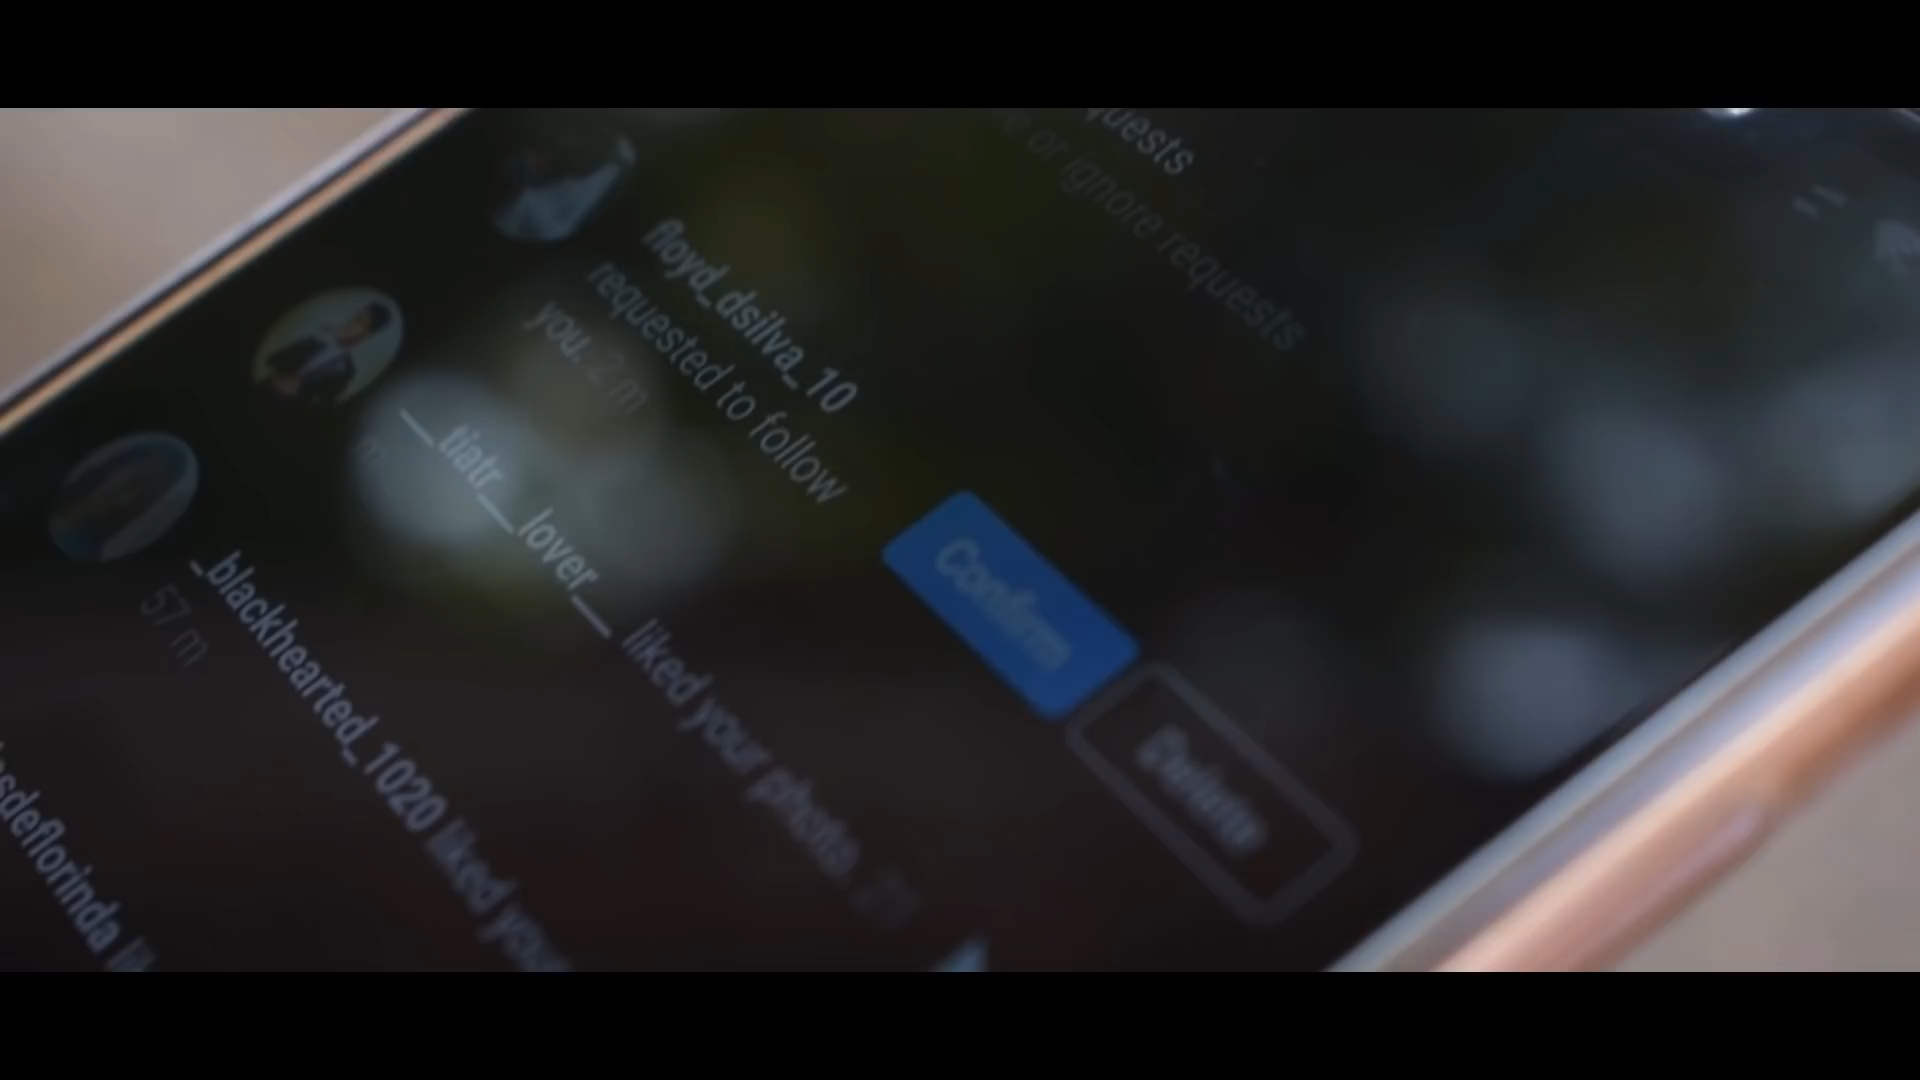 or ignore requests
floyd_dsilva_10
requested to follow
you. 2 m
Confirm
Delete
__tiatr__lover__ liked your photo.
_blackhearted_1020 liked your
57 m